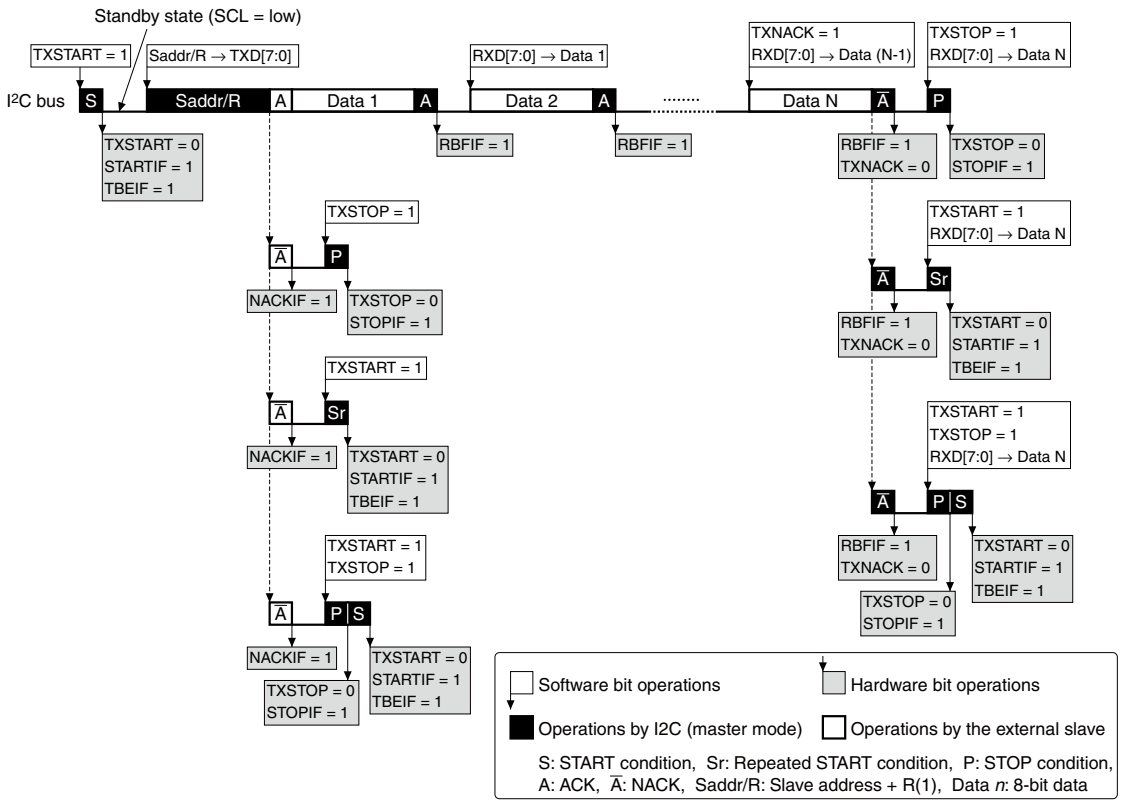 Standby state (SCL = low)
TXSTART = 1
Saddr/R → TXD[7:0]
RXD[7:0] → Data 1
TXNACK = 1
RXD[7:0] → Data (N-1)
TXSTOP = 1
RXD[7:0] → Data N
I²C bus
S
Saddr/R
A
Data 1
A
Data 2
A
........
Data N
A̅
P
TXSTART = 0
STARTIF = 1
TBEIF = 1
RBFIF = 1
RBFIF = 1
RBFIF = 1
TXNACK = 0
TXSTOP = 0
STOPIF = 1
TXSTOP = 1
A̅
P
NACKIF = 1
TXSTOP = 0
STOPIF = 1
TXSTART = 1
RXD[7:0] → Data N
A̅
Sr
RBFIF = 1
TXNACK = 0
TXSTART = 0
STARTIF = 1
TBEIF = 1
TXSTART = 1
A̅
Sr
NACKIF = 1
TXSTART = 0
STARTIF = 1
TBEIF = 1
TXSTART = 1
TXSTOP = 1
RXD[7:0] → Data N
A̅
P
S
RBFIF = 1
TXNACK = 0
TXSTOP = 0
STOPIF = 1
TXSTART = 0
STARTIF = 1
TBEIF = 1
TXSTART = 1
TXSTOP = 1
A̅
P
S
NACKIF = 1
TXSTOP = 0
STOPIF = 1
TXSTART = 0
STARTIF = 1
TBEIF = 1
Software bit operations
Hardware bit operations
Operations by I2C (master mode)
Operations by the external slave
S: START condition, Sr: Repeated START condition, P: STOP condition,
A: ACK, A̅: NACK, Saddr/R: Slave address + R(1), Data n: 8-bit data